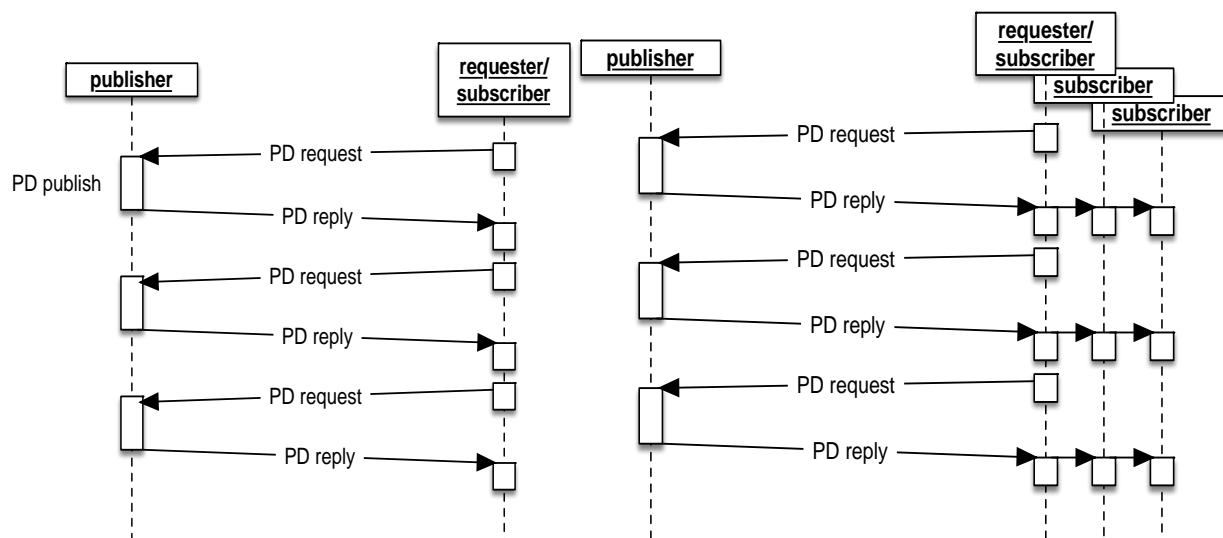 publisher
requester/
subscriber
PD request
PD publish
PD reply
PD request
PD reply
PD request
PD reply
publisher
requester/
subscriber
subscriber
subscriber
PD request
PD reply
PD request
PD reply
PD request
PD reply